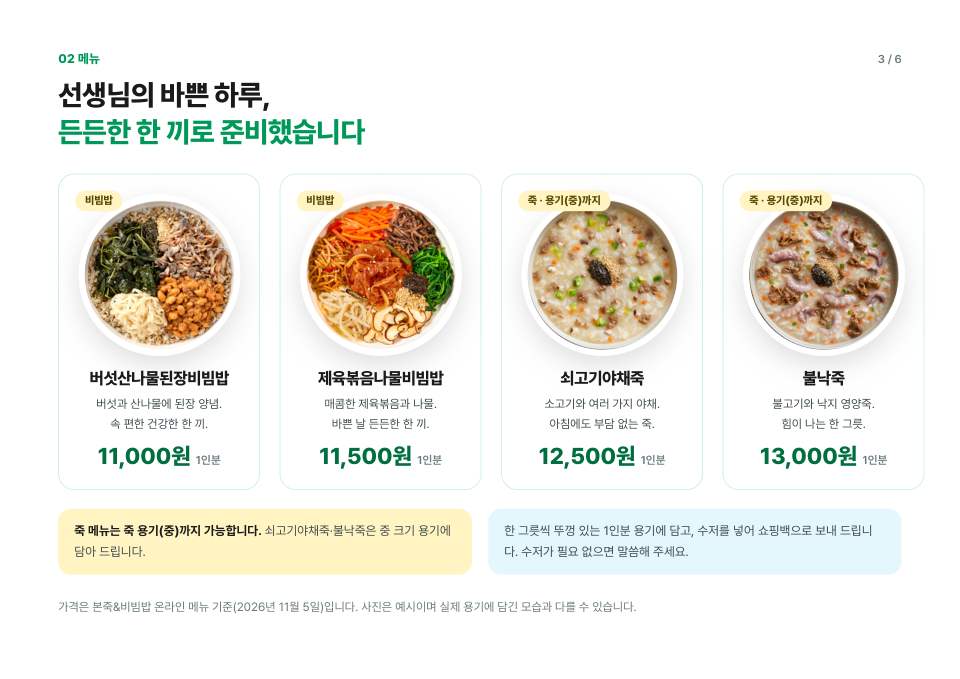 02 메뉴
3 / 6
선생님의 바쁜 하루,
든든한 한 끼로 준비했습니다
비빔밥
버섯산나물된장비빔밥
버섯과 산나물에 된장 양념.
속 편한 건강한 한 끼.
11,000원 1인분
비빔밥
제육볶음나물비빔밥
매콤한 제육볶음과 나물.
바쁜 날 든든한 한 끼.
11,500원 1인분
죽 · 용기(중)까지
쇠고기야채죽
소고기와 여러 가지 야채.
아침에도 부담 없는 죽.
12,500원 1인분
죽 · 용기(중)까지
불낙죽
불고기와 낙지 영양죽.
힘이 나는 한 그릇.
13,000원 1인분
죽 메뉴는 죽 용기(중)까지 가능합니다. 쇠고기야채죽·불낙죽은 중 크기 용기에
담아 드립니다.
한 그릇씩 뚜껑 있는 1인분 용기에 담고, 수저를 넣어 쇼핑백으로 보내 드립니
다. 수저가 필요 없으면 말씀해 주세요.
가격은 본죽&비빔밥 온라인 메뉴 기준(2026년 11월 5일)입니다. 사진은 예시이며 실제 용기에 담긴 모습과 다를 수 있습니다.